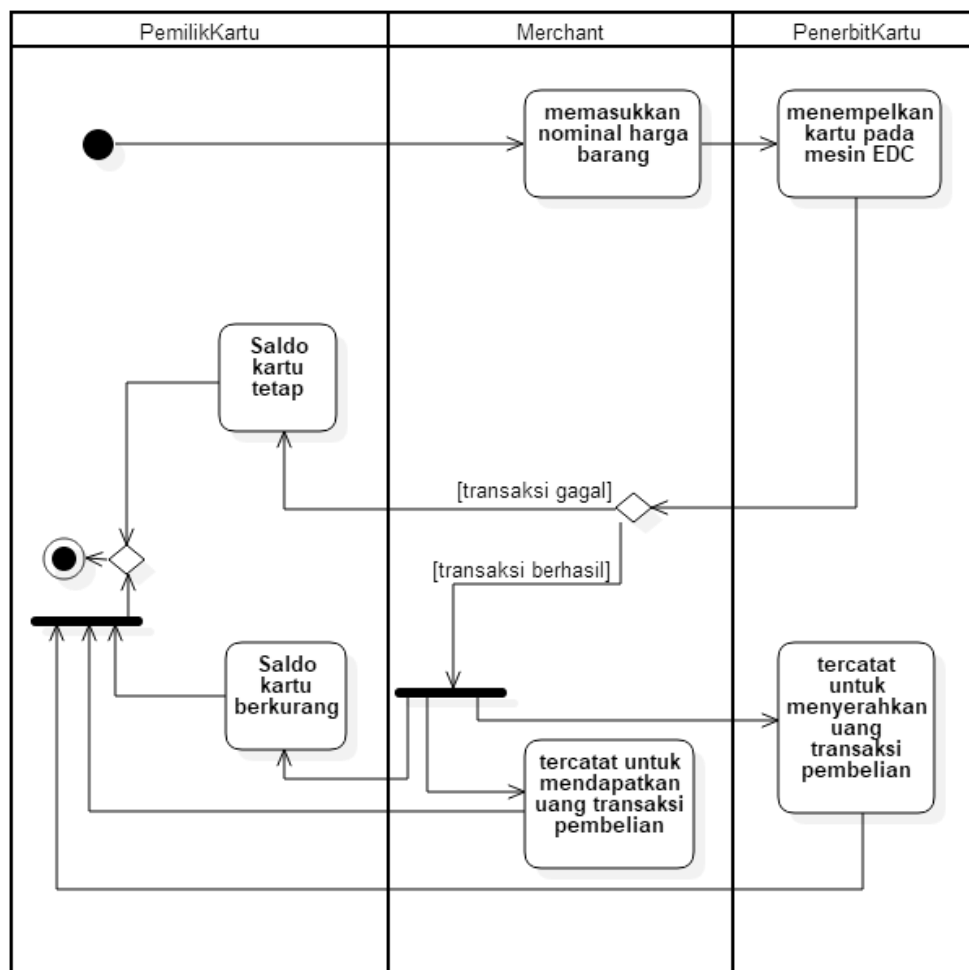 PemilikKartu
Merchant
PenerbitKartu
memasukkan
nominal harga
barang
menempelkan
kartu pada
mesin EDC
Saldo
kartu
tetap
[transaksi gagal]
[transaksi berhasil]
Saldo
kartu
berkurang
tercatat untuk
mendapatkan
uang transaksi
pembelian
tercatat
untuk
menyerahkan
uang
transaksi
pembelian